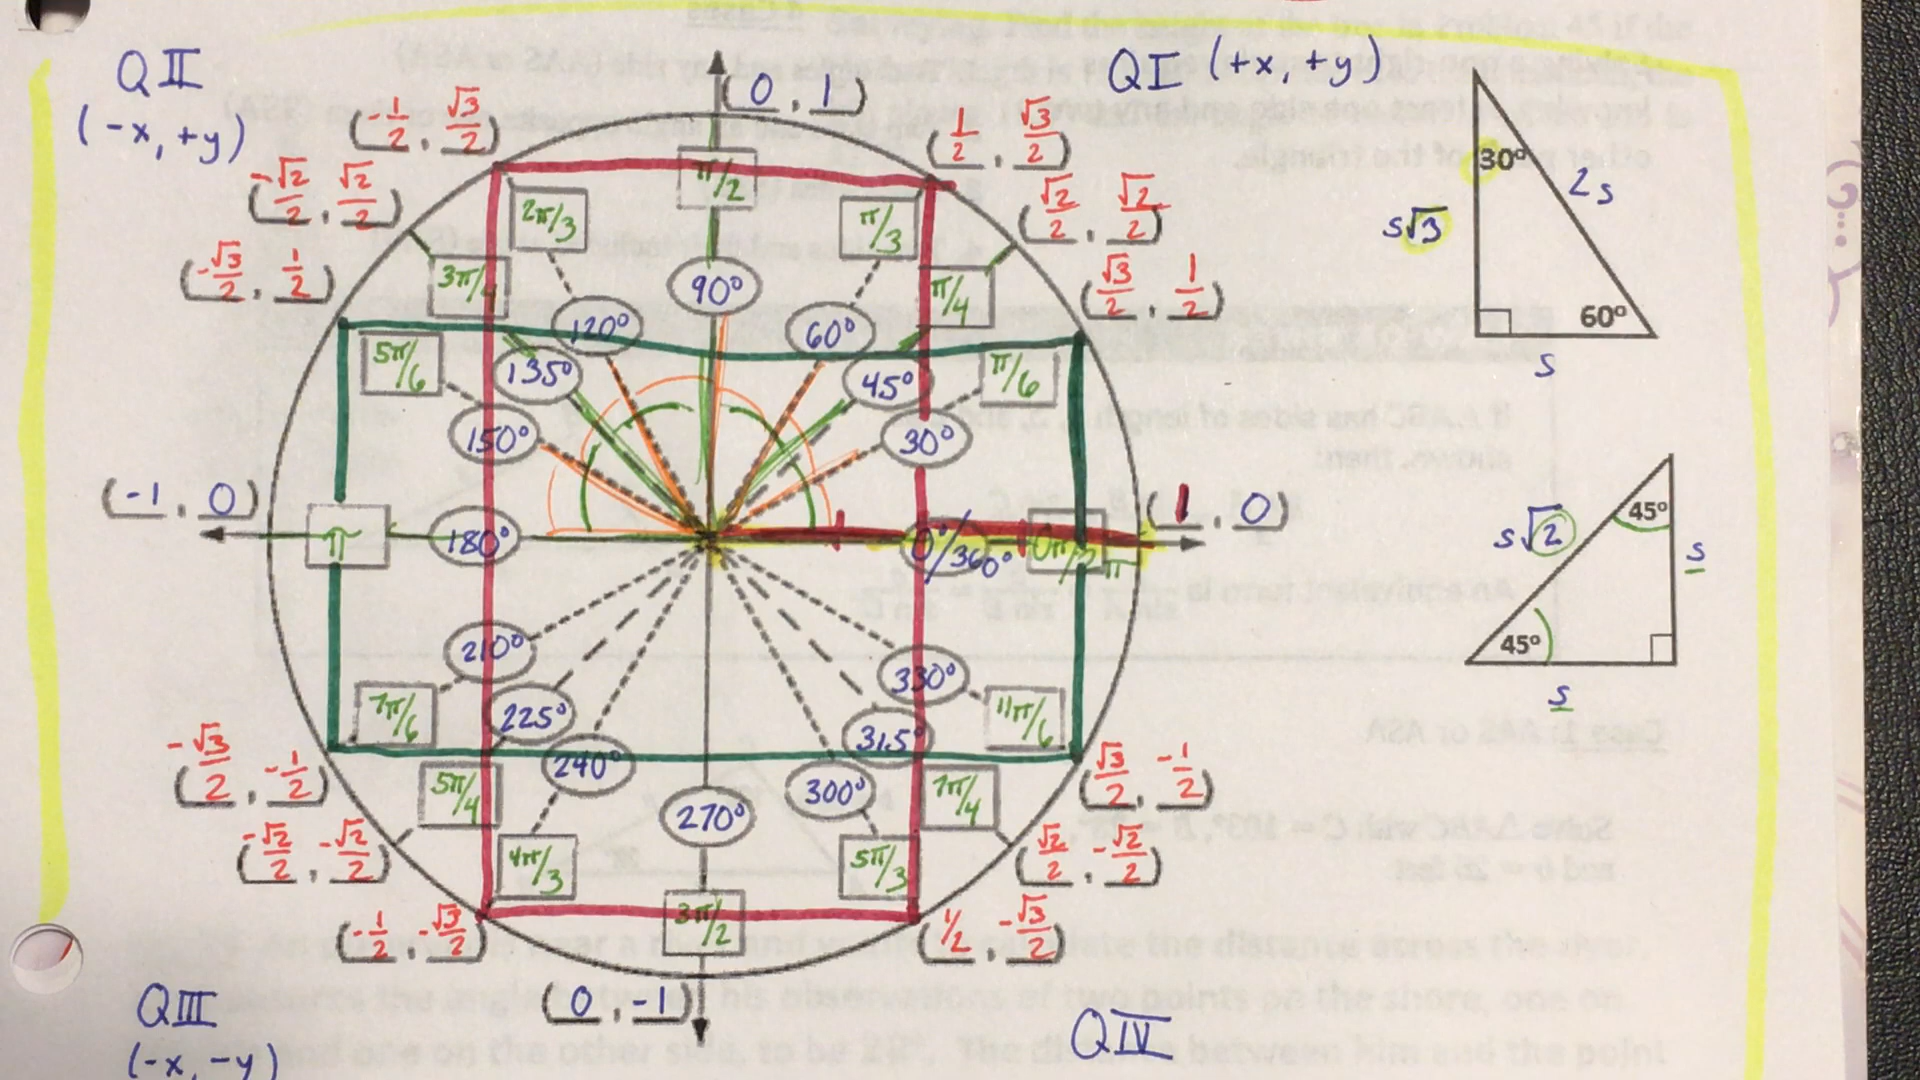 QII
(-x, +y)
QI (+x, +y)
(0, 1)
(-1/2, √3/2)
(1/2, √3/2)
(-√2/2, √2/2)
(√2/2, √2/2)
(-√3/2, 1/2)
(√3/2, 1/2)
π/2
2π/3
π/3
3π/4
π/4
90°
120°
60°
5π/6
135°
45°
π/6
150°
30°
(-1, 0)
π
180°
0°/360°
0π/2π
(1, 0)
210°
330°
7π/6
225°
315°
11π/6
240°
300°
270°
5π/4
7π/4
4π/3
5π/3
3π/2
(-√3/2, -1/2)
(√3/2, -1/2)
(-√2/2, -√2/2)
(√2/2, -√2/2)
(-1/2, -√3/2)
(1/2, -√3/2)
(0, -1)
QIII
(-x, -y)
QIV
30°
2s
s√3
60°
s
45°
s√2
s
45°
s